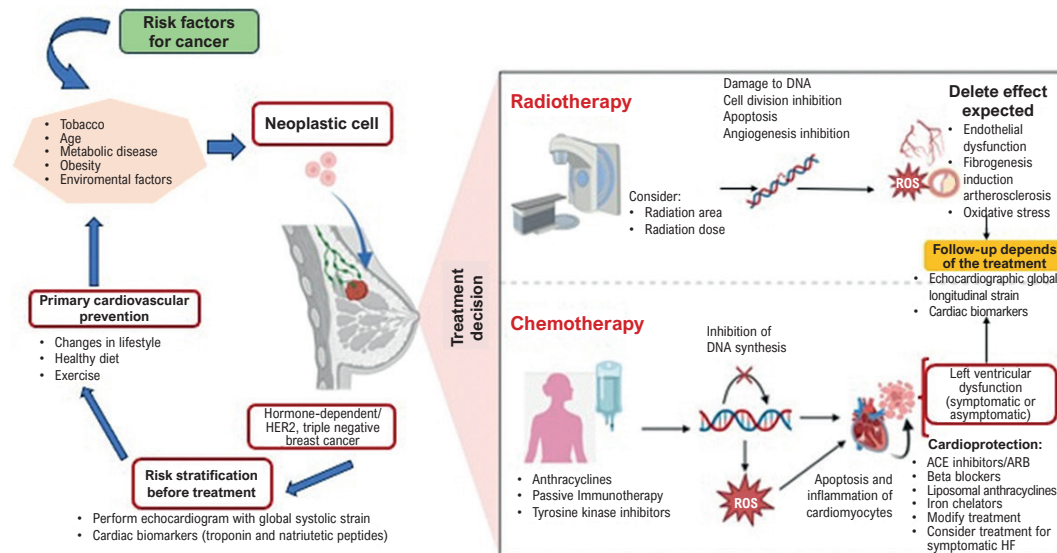 Risk factors
for cancer
• Tobacco
• Age
• Metabolic disease
• Obesity
• Enviromental factors
Neoplastic cell
Primary cardiovascular
prevention
• Changes in lifestyle
• Healthy diet
• Exercise
Hormone-dependent/
HER2, triple negative
breast cancer
Risk stratification
before treatment
• Perform echocardiogram with global systolic strain
• Cardiac biomarkers (troponin and natriutetic peptides)
Treatment
decision
Radiotherapy
Consider:
• Radiation area
• Radiation dose
Damage to DNA
Cell division inhibition
Apoptosis
Angiogenesis inhibition
Delete effect
expected
• Endothelial
dysfunction
• Fibrogenesis
induction
artherosclerosis
• Oxidative stress
ROS
Follow-up depends
of the treatment
• Echocardiographic global
longitudinal strain
• Cardiac biomarkers
Chemotherapy
• Anthracyclines
• Passive Immunotherapy
• Tyrosine kinase inhibitors
Inhibition of
DNA synthesis
ROS
Apoptosis and
inflammation of
cardiomyocytes
Left ventricular
dysfunction
(symptomatic or
asymptomatic)
Cardioprotection:
• ACE inhibitors/ARB
• Beta blockers
• Liposomal anthracyclines
• Iron chelators
• Modify treatment
• Consider treatment for
symptomatic HF